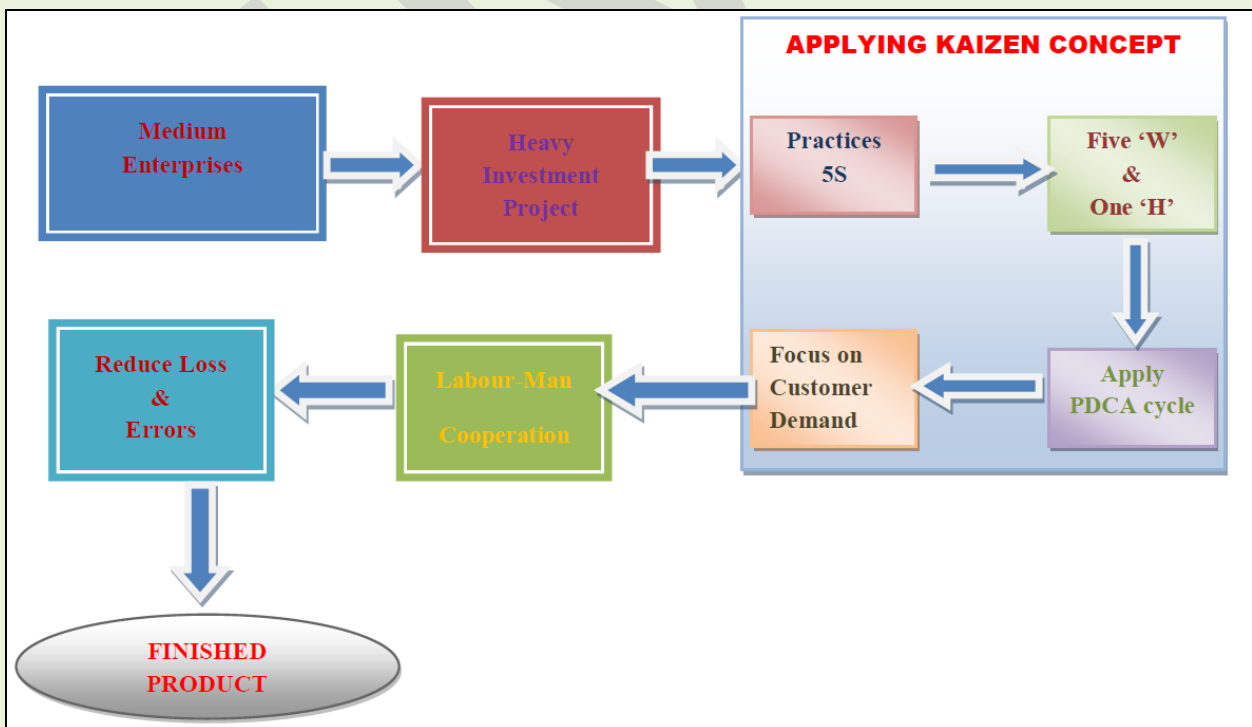 APPLYING KAIZEN CONCEPT
Medium
Enterprises
Heavy
Investment
Project
Practices
5S
Five ‘W’
&
One ‘H’
Apply
PDCA cycle
Focus on
Customer
Demand
Labour-Man
Cooperation
Reduce Loss
&
Errors
FINISHED
PRODUCT